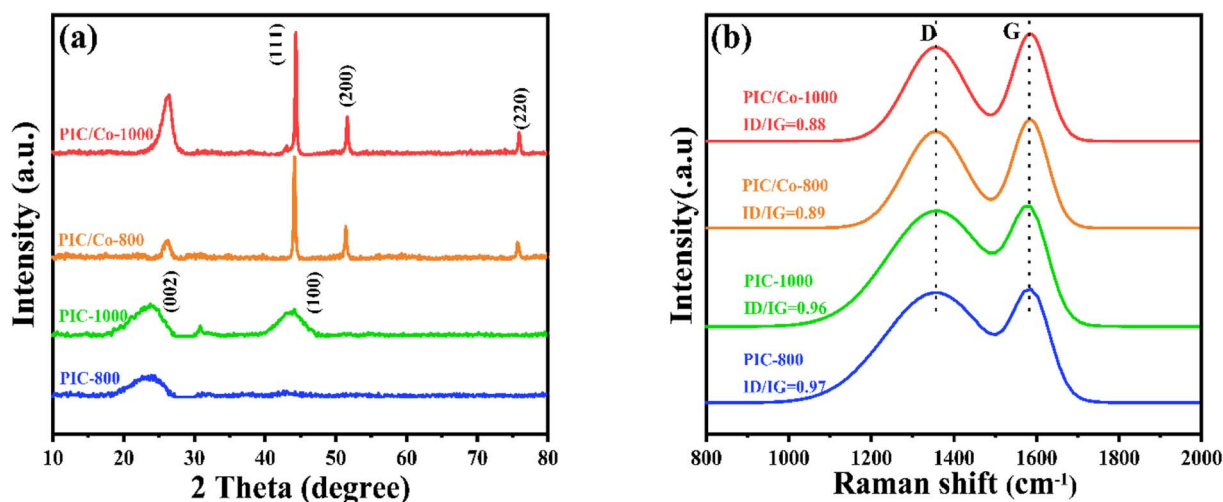 (a)
Intensity (a.u.)
PIC/Co-1000
(111)
(200)
(220)
PIC/Co-800
PIC-1000
(002)
(100)
PIC-800
10 20 30 40 50 60 70 80
2 Theta (degree)
(b)
Intensity(.a.u)
D G
PIC/Co-1000
ID/IG=0.88
PIC/Co-800
ID/IG=0.89
PIC-1000
ID/IG=0.96
PIC-800
ID/IG=0.97
800 1000 1200 1400 1600 1800 2000
Raman shift (cm⁻¹)